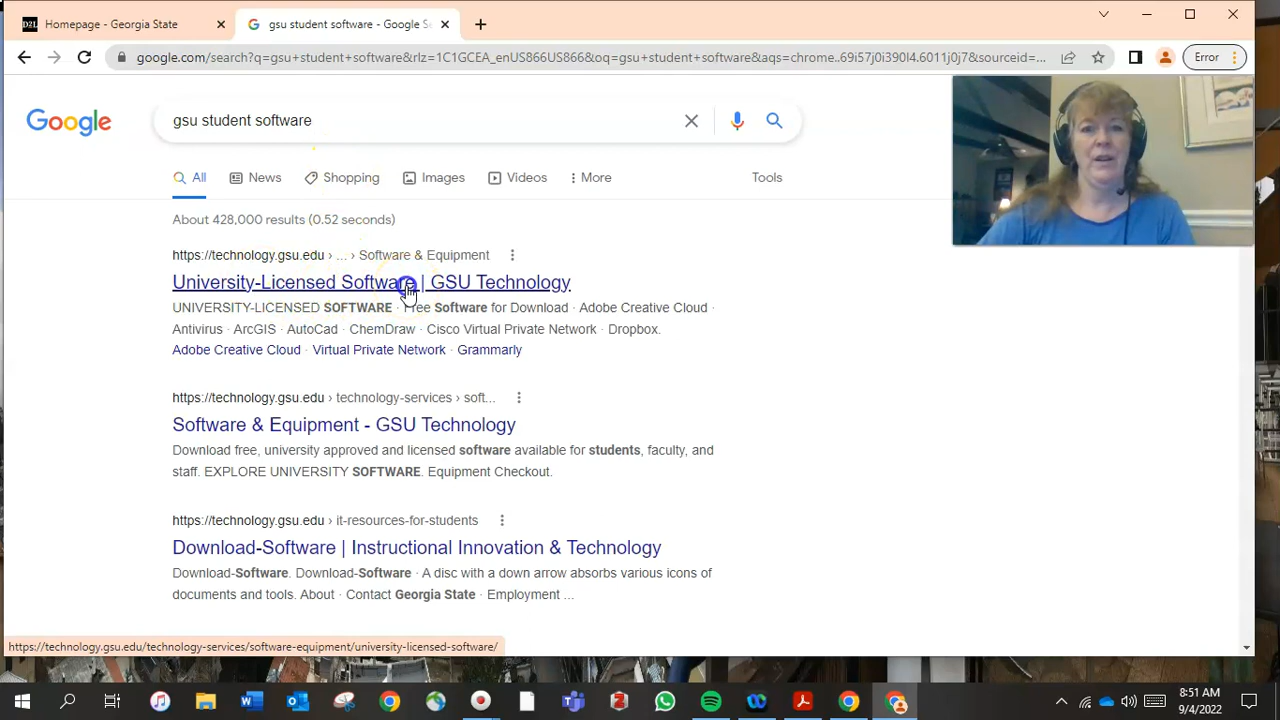 D2L Homepage - Georgia State
gsu student software - Google S
google.com/search?q=gsu+student+software&rlz=1C1GCEA_enUS866US866&oq=gsu+student+software&aqs=chrome..69i57j0j0l4.6011j0j7&sourceid=...
Error
Google
gsu student software
All
News
Shopping
Images
Videos
More
Tools
About 428,000 results (0.52 seconds)
https://technology.gsu.edu › ... › Software & Equipment
University-Licensed Software | GSU Technology
UNIVERSITY-LICENSED SOFTWARE · Free Software for Download · Adobe Creative Cloud ·
Antivirus · ArcGIS · AutoCad · ChemDraw · Cisco Virtual Private Network · Dropbox.
Adobe Creative Cloud · Virtual Private Network · Grammarly
https://technology.gsu.edu › technology-services › soft...
Software & Equipment - GSU Technology
Download free, university approved and licensed software available for students, faculty, and
staff. EXPLORE UNIVERSITY SOFTWARE. Equipment Checkout.
https://technology.gsu.edu › it-resources-for-students
Download-Software | Instructional Innovation & Technology
Download-Software. Download-Software · A disc with a down arrow absorbs various icons of
documents and tools. About · Contact Georgia State · Employment ...
https://technology.gsu.edu/technology-services/software-equipment/university-licensed-software/
8:51 AM
9/4/2022